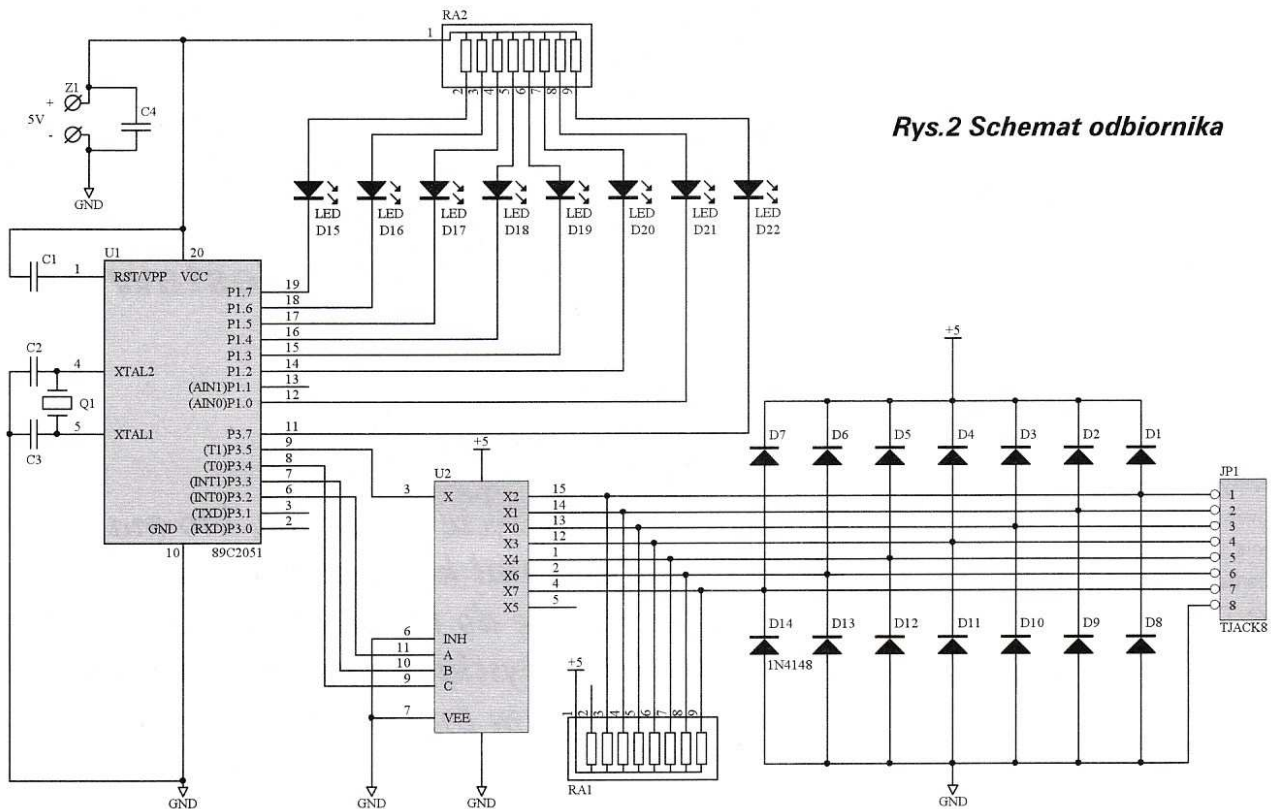 RA2
1
2 3 4 5 6 7 8 9
Z1
+
5V
-
C4
GND
Rys.2 Schemat odbiornika
LED D15
LED D16
LED D17
LED D18
LED D19
LED D20
LED D21
LED D22
C1
U1
1 RST/VPP
20 VCC
P1.7 19
P1.6 18
P1.5 17
P1.4 16
P1.3 15
P1.2 14
(AIN1)P1.1 13
(AIN0)P1.0 12
C2
4 XTAL2
Q1
5 XTAL1
C3
P3.7 11
(T1)P3.5 9
(T0)P3.4 8
(INT1)P3.3 7
(INT0)P3.2 6
(TXD)P3.1 3
GND (RXD)P3.0 2
10
89C2051
GND
+5
U2
3 X
X2 15
X1 14
X0 13
X3 12
X4 1
X6 2
X7 4
X5 5
6 INH
11 A
10 B
9 C
7 VEE
GND
GND
+5
1 2 3 4 5 6 7 8 9
RA1
+5
D7 D6 D5 D4 D3 D2 D1
JP1
1
2
3
4
5
6
7
8
TJACK8
D14 D13 D12 D11 D10 D9 D8
1N4148
GND